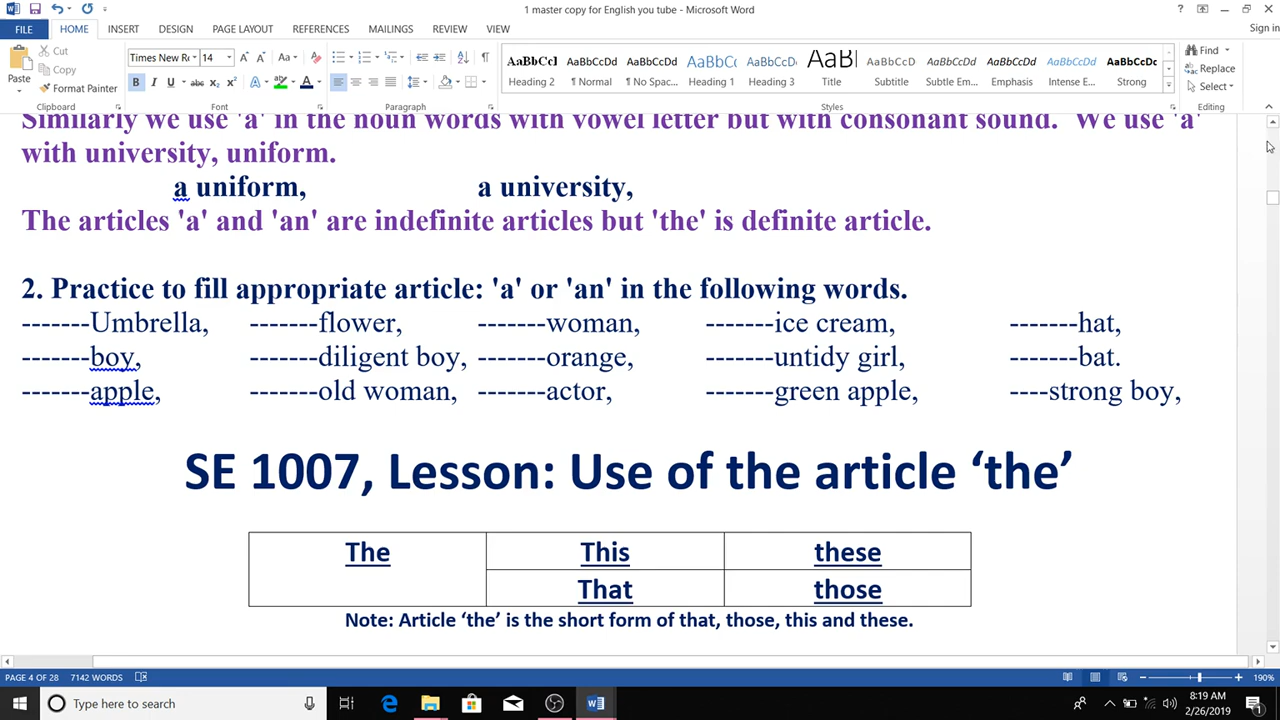 1 master copy for English you tube - Microsoft Word
FILE HOME INSERT DESIGN PAGE LAYOUT REFERENCES MAILINGS REVIEW VIEW Sign in
Paste Cut Copy Format Painter
Times New R 14
AaBbCcI AaBbCcDc AaBbCcDc AaBbC AaBbCcD AaBl AaBbCcD AaBbCcDd AaBbCcDd AaBbCcDd AaBbCcDc
Heading 2 ¶ Normal ¶ No Spac... Heading 1 Heading 3 Title Subtitle Subtle Em... Emphasis Intense E... Strong
Find Replace Select
Clipboard Font Paragraph Styles Editing
Similarly we use 'a' in the noun words with vowel letter but with consonant sound. We use 'a'
with university, uniform.
a uniform, a university,
The articles 'a' and 'an' are indefinite articles but 'the' is definite article.
2. Practice to fill appropriate article: 'a' or 'an' in the following words.
-------Umbrella, -------flower, -------woman, -------ice cream, -------hat,
-------boy, -------diligent boy, -------orange, -------untidy girl, -------bat.
-------apple, -------old woman, -------actor, -------green apple, ----strong boy,
SE 1007, Lesson: Use of the article ‘the’
The This these
That those
Note: Article ‘the’ is the short form of that, those, this and these.
PAGE 4 OF 28 7142 WORDS 190%
Type here to search
8:19 AM
2/26/2019